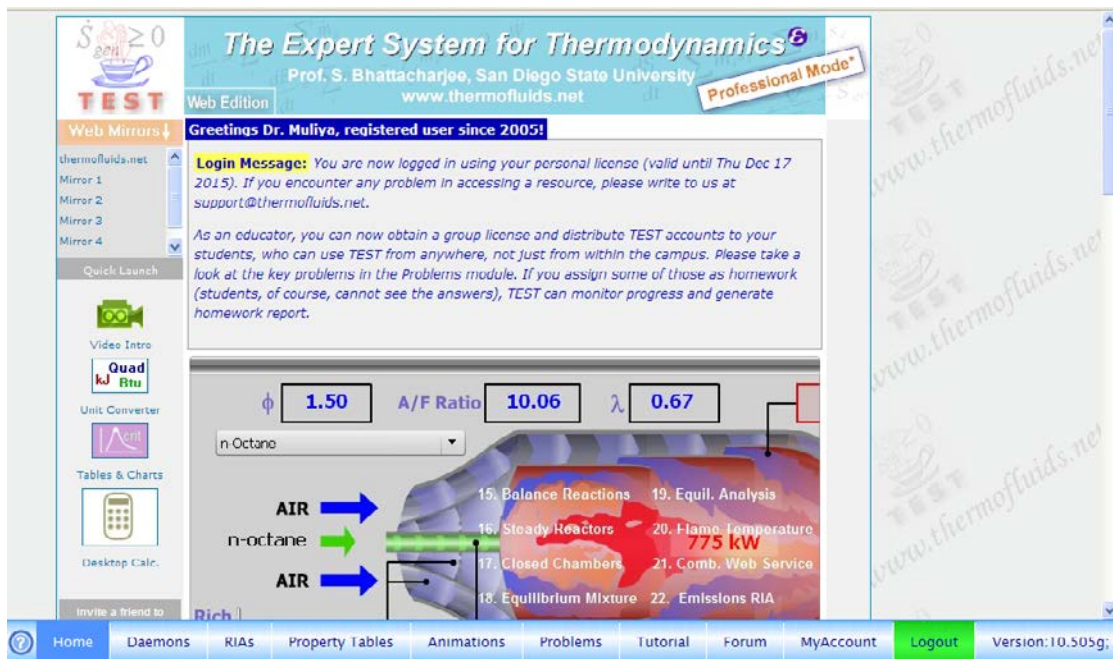 Ṡgen ≥ 0
TEST
The Expert System for Thermodynamics
Prof. S. Bhattacharjee, San Diego State University
www.thermofluids.net
Web Edition
Professional Mode*
Web Mirrors
thermofluids.net
Mirror 1
Mirror 2
Mirror 3
Mirror 4
Quick Launch
Video Intro
Quad
kJ Btu
Unit Converter
crit
Tables & Charts
Desktop Calc.
Invite a friend to
Greetings Dr. Muliya, registered user since 2005!
Login Message: You are now logged in using your personal license (valid until Thu Dec 17
2015). If you encounter any problem in accessing a resource, please write to us at
support@thermofluids.net.
As an educator, you can now obtain a group license and distribute TEST accounts to your
students, who can use TEST from anywhere, not just from within the campus. Please take a
look at the key problems in the Problems module. If you assign some of those as homework
(students, of course, cannot see the answers), TEST can monitor progress and generate
homework report.
ϕ 1.50 A/F Ratio 10.06 λ 0.67
n-Octane
15. Balance Reactions 19. Equil. Analysis
AIR
16. Steady Reactors 20. Flame Temperature
n-octane
775 kW
17. Closed Chambers 21. Comb. Web Service
AIR
18. Equilibrium Mixture 22. Emissions RIA
Rich
www.thermofluids.net
TEST
www.thermofluids.net
TEST
www.thermofluids.net
TEST
? Home Daemons RIAs Property Tables Animations Problems Tutorial Forum MyAccount Logout Version:10.505g;